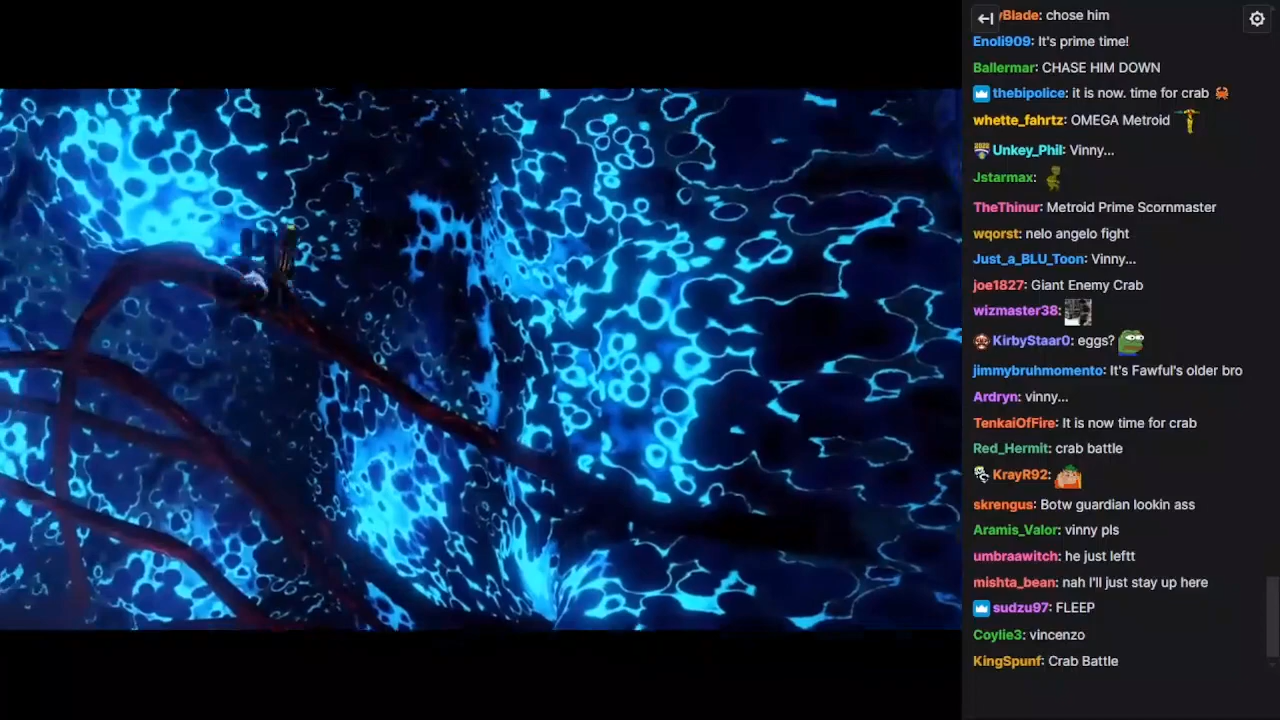 yBlade: chose him
Enoli909: It's prime time!
Ballermar: CHASE HIM DOWN
thebipolice: it is now. time for crab 🦀
whette_fahrtz: OMEGA Metroid
Unkey_Phil: Vinny...
Jstarmax:
TheThinur: Metroid Prime Scornmaster
wqorst: nelo angelo fight
Just_a_BLU_Toon: Vinny...
joe1827: Giant Enemy Crab
wizmaster38:
KirbyStaar0: eggs?
jimmybruhmomento: It's Fawful's older bro
Ardryn: vinny...
TenkaiOfFire: It is now time for crab
Red_Hermit: crab battle
KrayR92:
skrengus: Botw guardian lookin ass
Aramis_Valor: vinny pls
umbraawitch: he just leftt
mishta_bean: nah I'll just stay up here
sudzu97: FLEEP
Coylie3: vincenzo
KingSpunf: Crab Battle